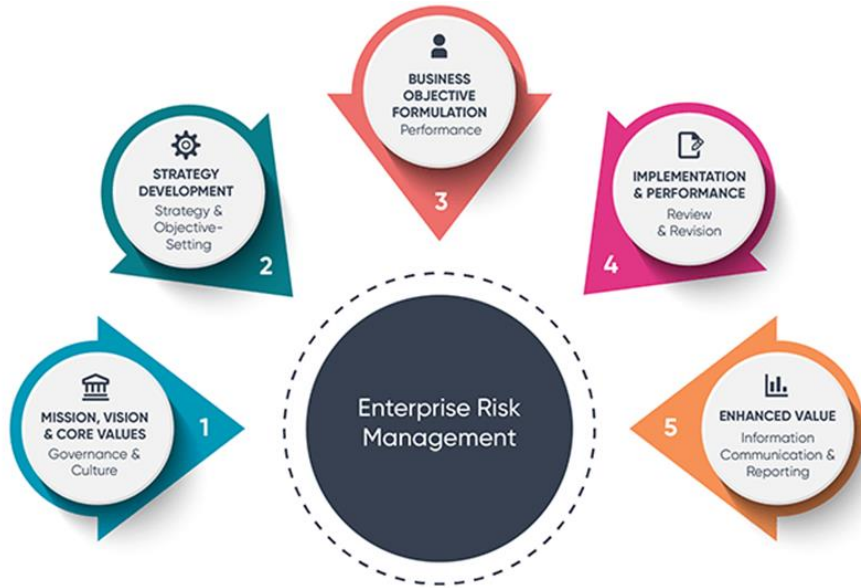 BUSINESS
OBJECTIVE
FORMULATION
Performance
3
STRATEGY
DEVELOPMENT
Strategy &
Objective-
Setting
2
IMPLEMENTATION
& PERFORMANCE
Review
& Revision
4
MISSION, VISION
& CORE VALUES
Governance &
Culture
1
Enterprise Risk
Management
ENHANCED VALUE
Information
Communication &
Reporting
5